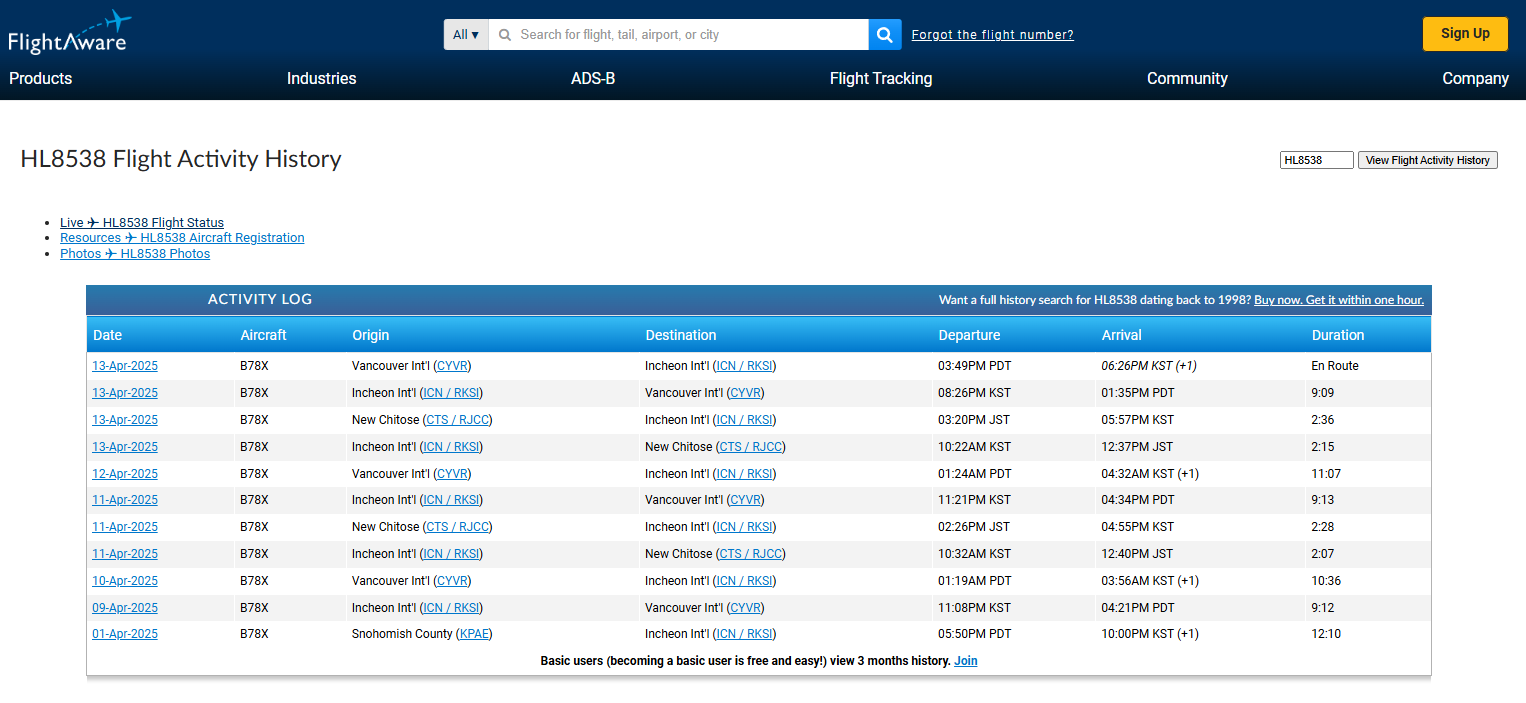 FlightAware
All ▾ Search for flight, tail, airport, or city Forgot the flight number? Sign Up
Products Industries ADS-B Flight Tracking Community Company
HL8538 Flight Activity History HL8538 View Flight Activity History
• Live ✈ HL8538 Flight Status
• Resources ✈ HL8538 Aircraft Registration
• Photos ✈ HL8538 Photos
ACTIVITY LOG Want a full history search for HL8538 dating back to 1998? Buy now. Get it within one hour.
Date Aircraft Origin Destination Departure Arrival Duration
13-Apr-2025 B78X Vancouver Int'l (CYVR) Incheon Int'l (ICN / RKSI) 03:49PM PDT 06:26PM KST (+1) En Route
13-Apr-2025 B78X Incheon Int'l (ICN / RKSI) Vancouver Int'l (CYVR) 08:26PM KST 01:35PM PDT 9:09
13-Apr-2025 B78X New Chitose (CTS / RJCC) Incheon Int'l (ICN / RKSI) 03:20PM JST 05:57PM KST 2:36
13-Apr-2025 B78X Incheon Int'l (ICN / RKSI) New Chitose (CTS / RJCC) 10:22AM KST 12:37PM JST 2:15
12-Apr-2025 B78X Vancouver Int'l (CYVR) Incheon Int'l (ICN / RKSI) 01:24AM PDT 04:32AM KST (+1) 11:07
11-Apr-2025 B78X Incheon Int'l (ICN / RKSI) Vancouver Int'l (CYVR) 11:21PM KST 04:34PM PDT 9:13
11-Apr-2025 B78X New Chitose (CTS / RJCC) Incheon Int'l (ICN / RKSI) 02:26PM JST 04:55PM KST 2:28
11-Apr-2025 B78X Incheon Int'l (ICN / RKSI) New Chitose (CTS / RJCC) 10:32AM KST 12:40PM JST 2:07
10-Apr-2025 B78X Vancouver Int'l (CYVR) Incheon Int'l (ICN / RKSI) 01:19AM PDT 03:56AM KST (+1) 10:36
09-Apr-2025 B78X Incheon Int'l (ICN / RKSI) Vancouver Int'l (CYVR) 11:08PM KST 04:21PM PDT 9:12
01-Apr-2025 B78X Snohomish County (KPAE) Incheon Int'l (ICN / RKSI) 05:50PM PDT 10:00PM KST (+1) 12:10
Basic users (becoming a basic user is free and easy!) view 3 months history. Join